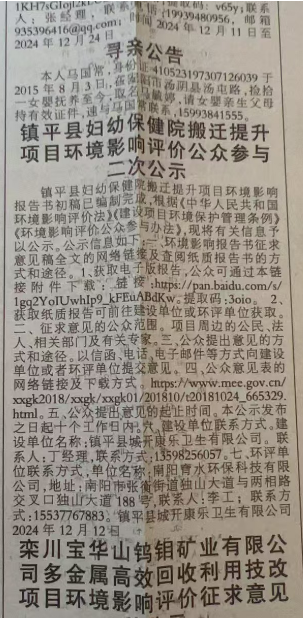 1KH7sGIoj2kEC
提取码: v65y;联系
人: 张经理, 联系 信:19939480956, 邮箱
935396416@qq.com; 时间 2024 年 12 月 11 日至
2024 年 12 月 24 日
寻亲公告
本人马国常, 身份证 410523197307126039 于
2015 年 8 月 3 日, 在安阳市汤阴县汤屯路, 捡拾
一女婴抚养至今, 取名马毓婷, 请女婴亲生父母
持有效证件, 速与马国常联系:15993841555。
镇平县妇幼保健院搬迁提升
项目环境影响评价公众参与
二次公示
镇平县妇幼保健院搬迁提升项目环境影响
报告书初稿已编制完成, 根据《中华人民共和国
环境影响评价法》《建设项目环境保护管理条例》
《环境影响评价公众参与办法》, 现将有关信息予
以公示。公示信息如下:一、环境影响报告书征求
意见稿全文的网络链接及查阅纸质报告书的方
式和途径。1.获取电子版报告, 公众可通过本链
接附件下载: 链接:https://pan.baidu.com/s/
1gq2YoIUwhIp9_kFEuABdKw。提取码:3oio。2、
获取纸质报告可前往建设单位或环评单位获取。
二、征求意见的公众范围。项目周边的公民、法
人、相关部门及有关专家。三、公众提出意见的方
式和途径。以信函、电话、电子邮件等方式向建设
单位或者环评单位提交意见。四、公众意见表的
网络链接及下载方式。https://www.mee.gov.cn/
xxgk2018/xxgk/xxgk01/201810/t20181024_665329.
html。五、公众提出意见的起止时间。本公示发布
之日起十个工作日内。六、建设单位联系方式。建
设单位名称:镇平县城开康乐卫生有限公司。联系
人:丁经理, 联系方式:13598256057。七、环评单
位联系方式。单位名称:南阳育水环保科技有限
公司, 地址:南阳市张衡街道独山大道与两相路
交叉口独山大道 188 号, 联系人:李工; 联系方
式:15537767883。镇平县城开康乐卫生有限公司
2024 年 12 月 12 日
栾川宝华山钨钼矿业有限公
司多金属高效回收利用技改
项目环境影响评价征求意见